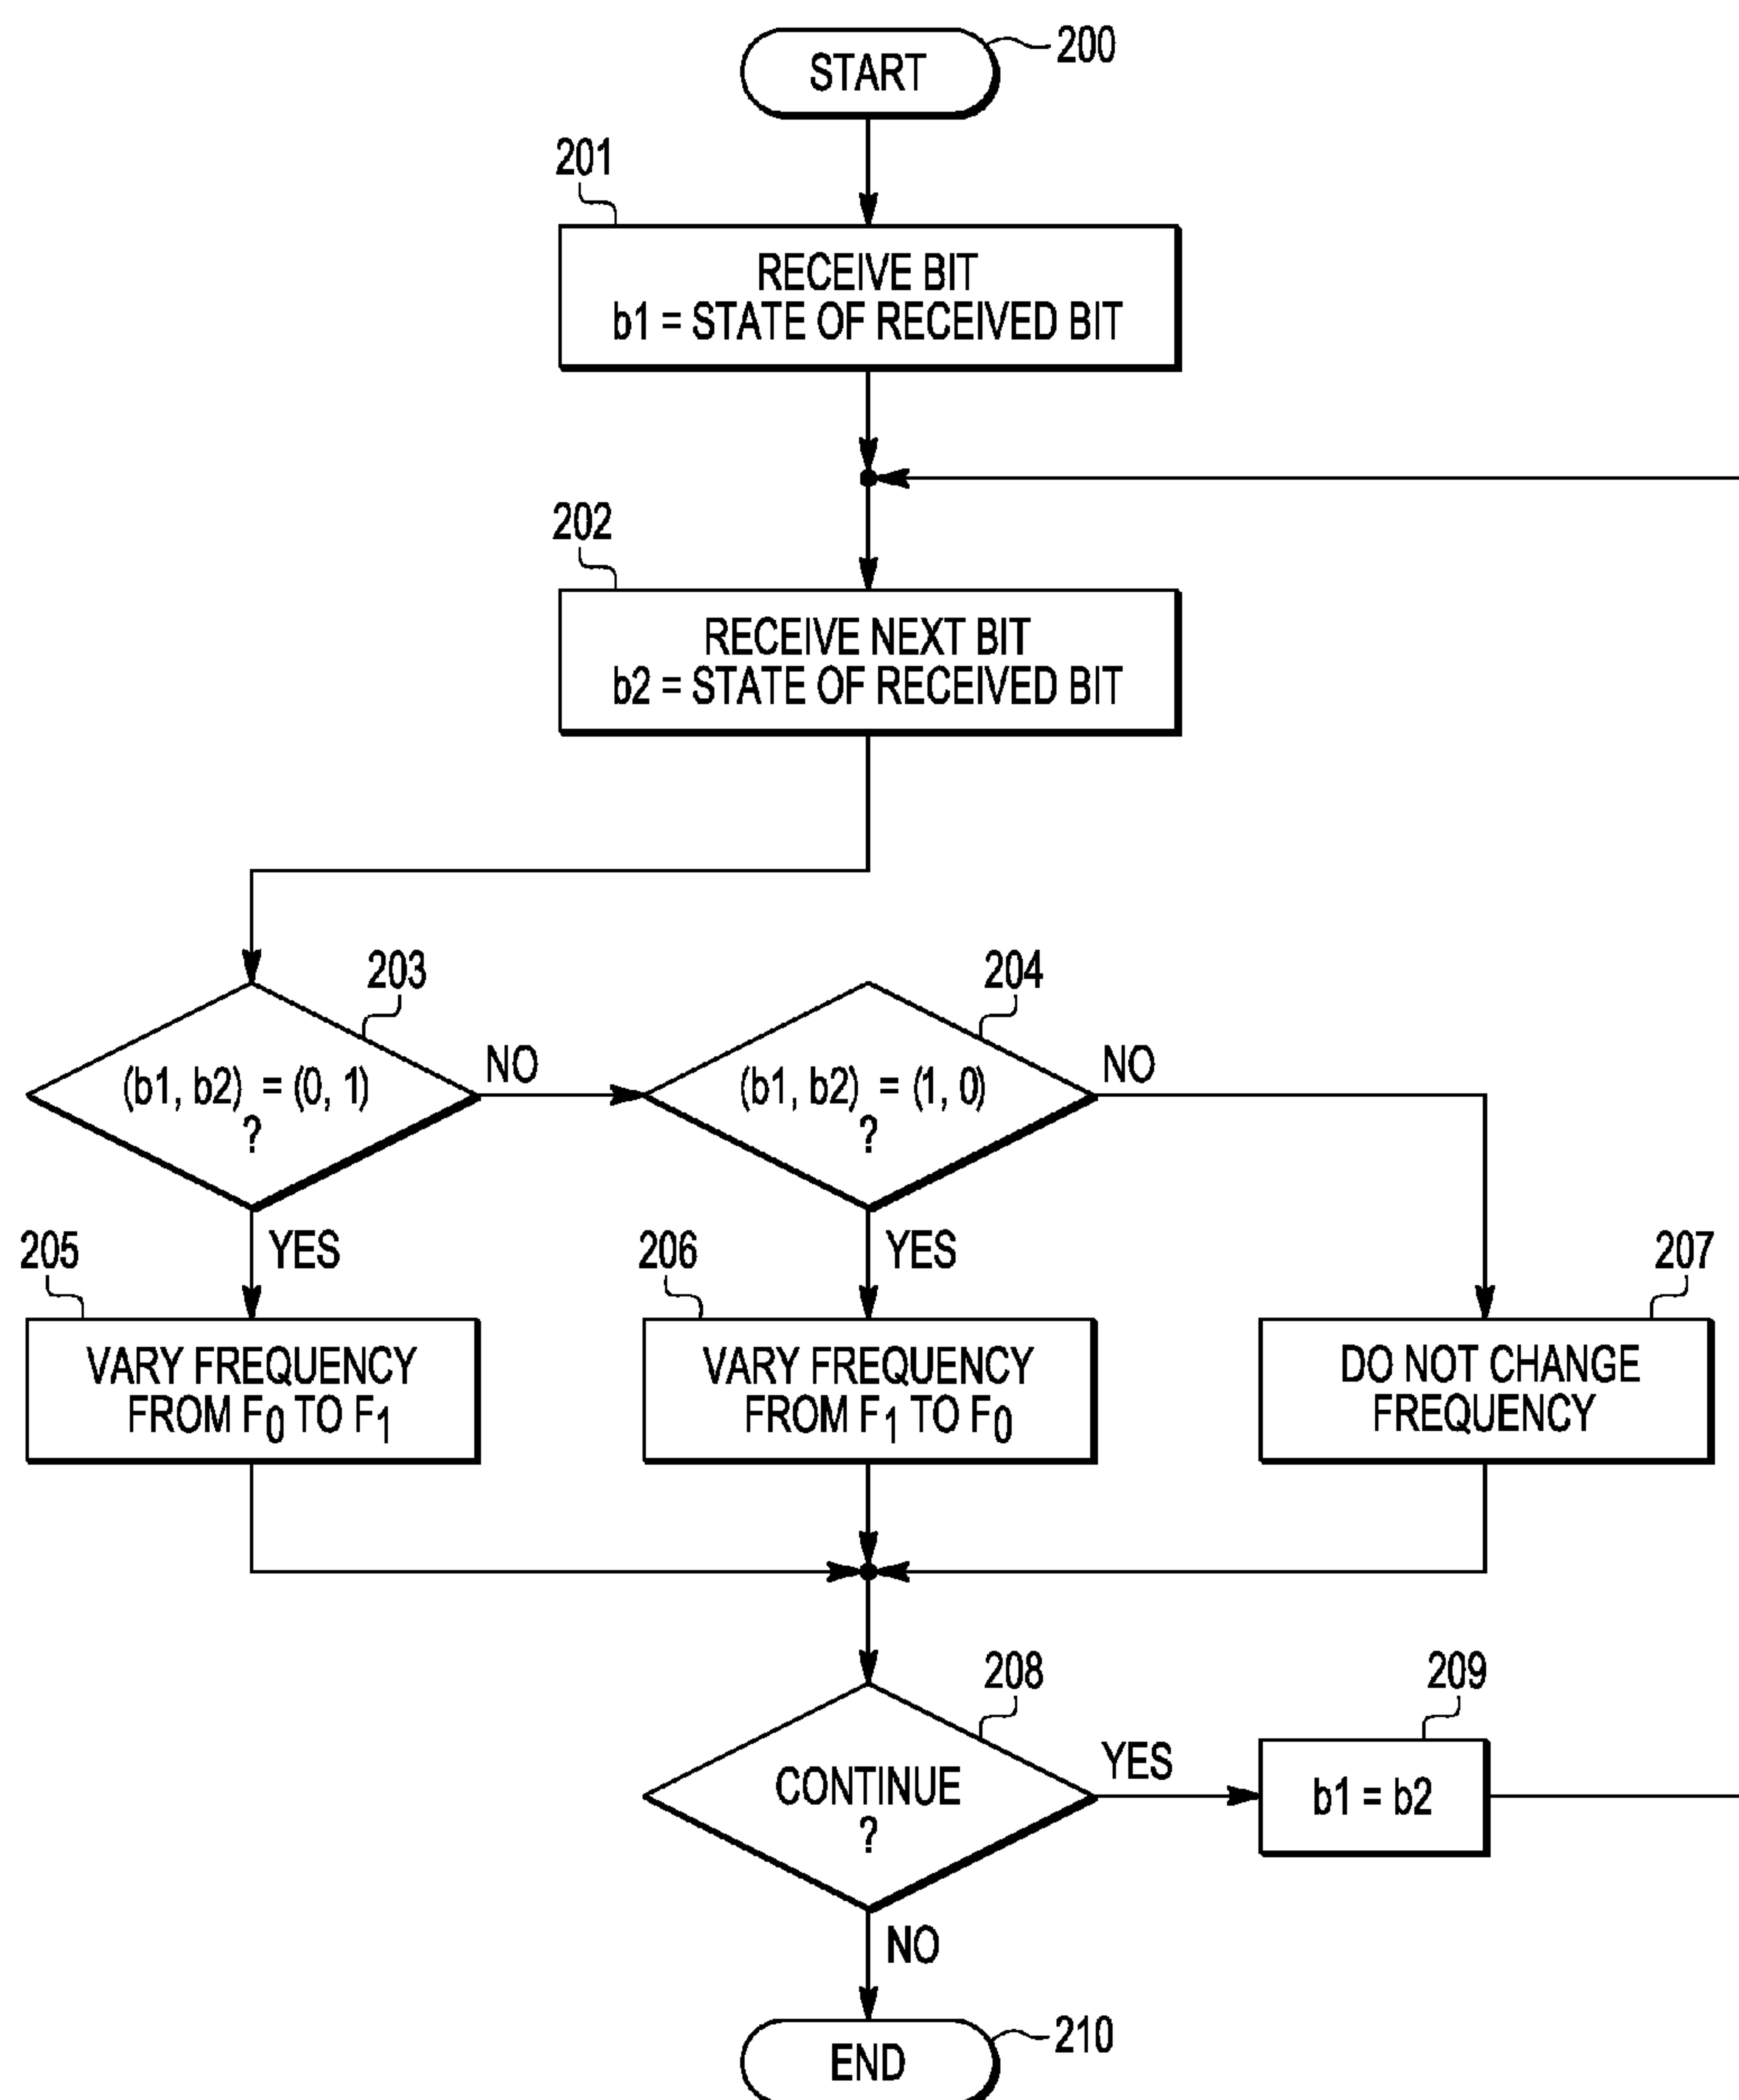 START
200
201
RECEIVE BIT
b1 = STATE OF RECEIVED BIT
202
RECEIVE NEXT BIT
b2 = STATE OF RECEIVED BIT
203
(b1, b2) = (0, 1)
?
NO
204
(b1, b2) = (1, 0)
?
NO
YES
YES
205
VARY FREQUENCY
FROM F0 TO F1
206
VARY FREQUENCY
FROM F1 TO F0
207
DO NOT CHANGE
FREQUENCY
208
CONTINUE
?
YES
209
b1 = b2
NO
END
210